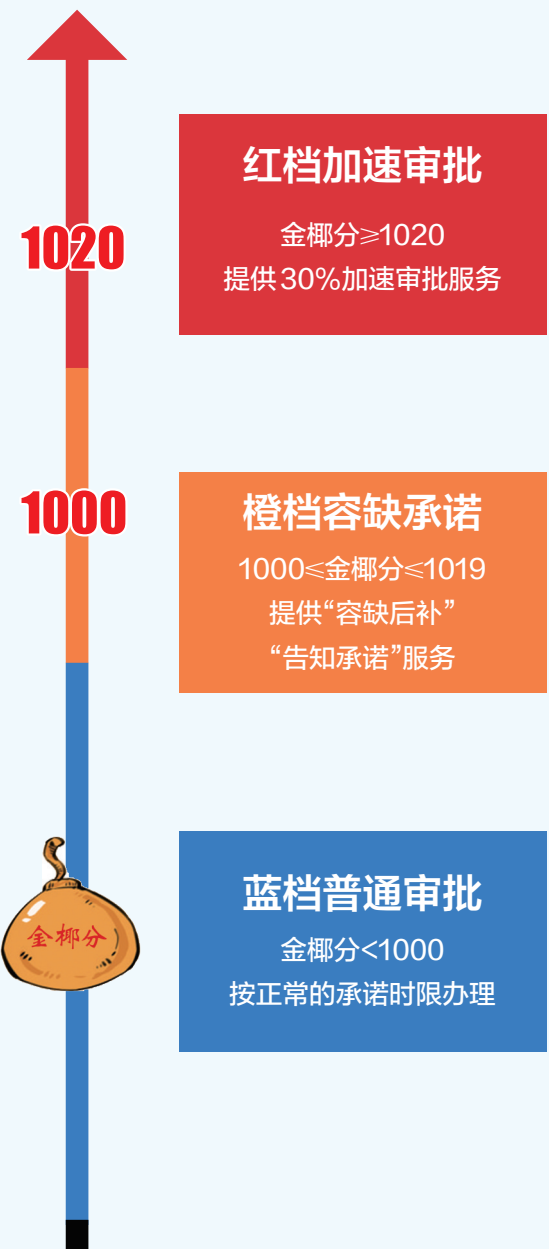 红档加速审批
1020
金椰分≥1020
提供30%加速审批服务
1000
橙档容缺承诺
1000≤金椰分≤1019
提供“容缺后补”
“告知承诺”服务
蓝档普通审批
金椰分
金椰分<1000
按正常的承诺时限办理